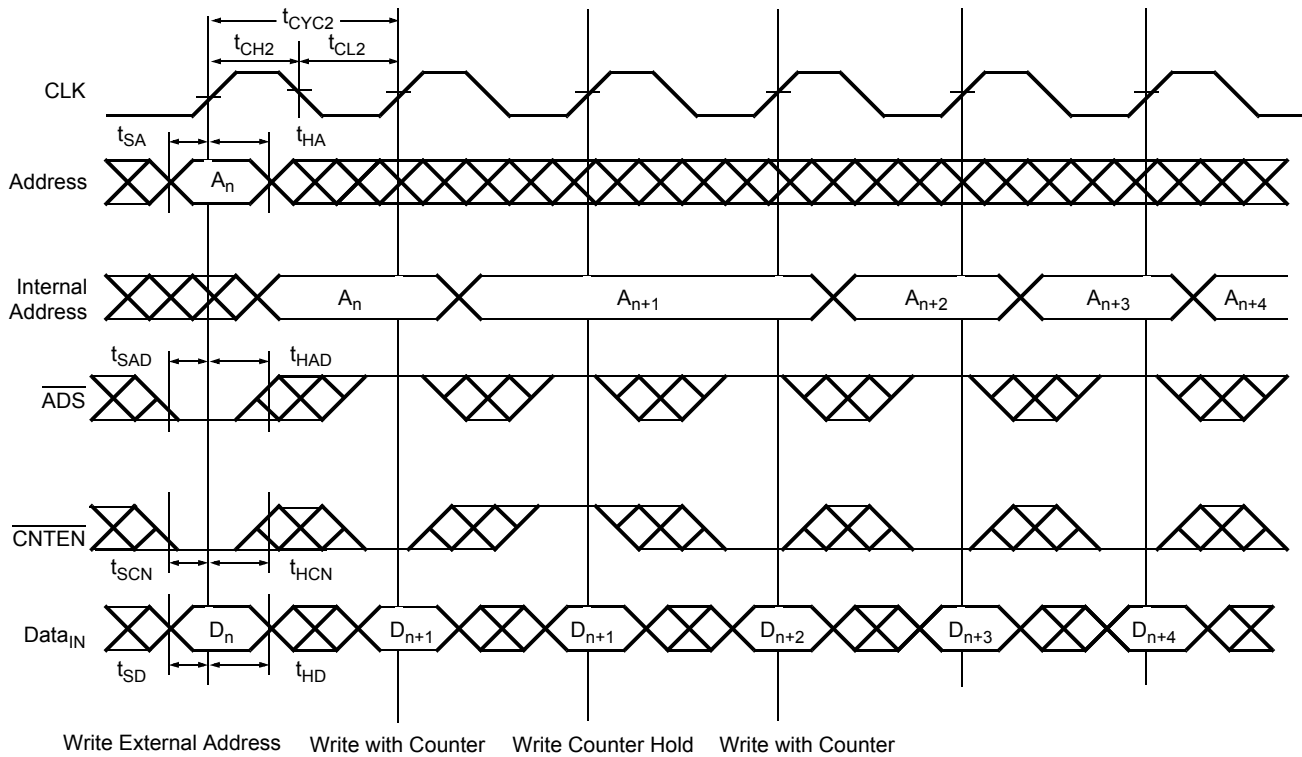 tCYC2
tCH2 tCL2
CLK
tSA tHA
Address An
Internal Address An An+1 An+2 An+3 An+4
tSAD tHAD
ADS
CNTEN
tSCN tHCN
DataIN Dn Dn+1 Dn+1 Dn+2 Dn+3 Dn+4
tSD tHD
Write External Address Write with Counter Write Counter Hold Write with Counter